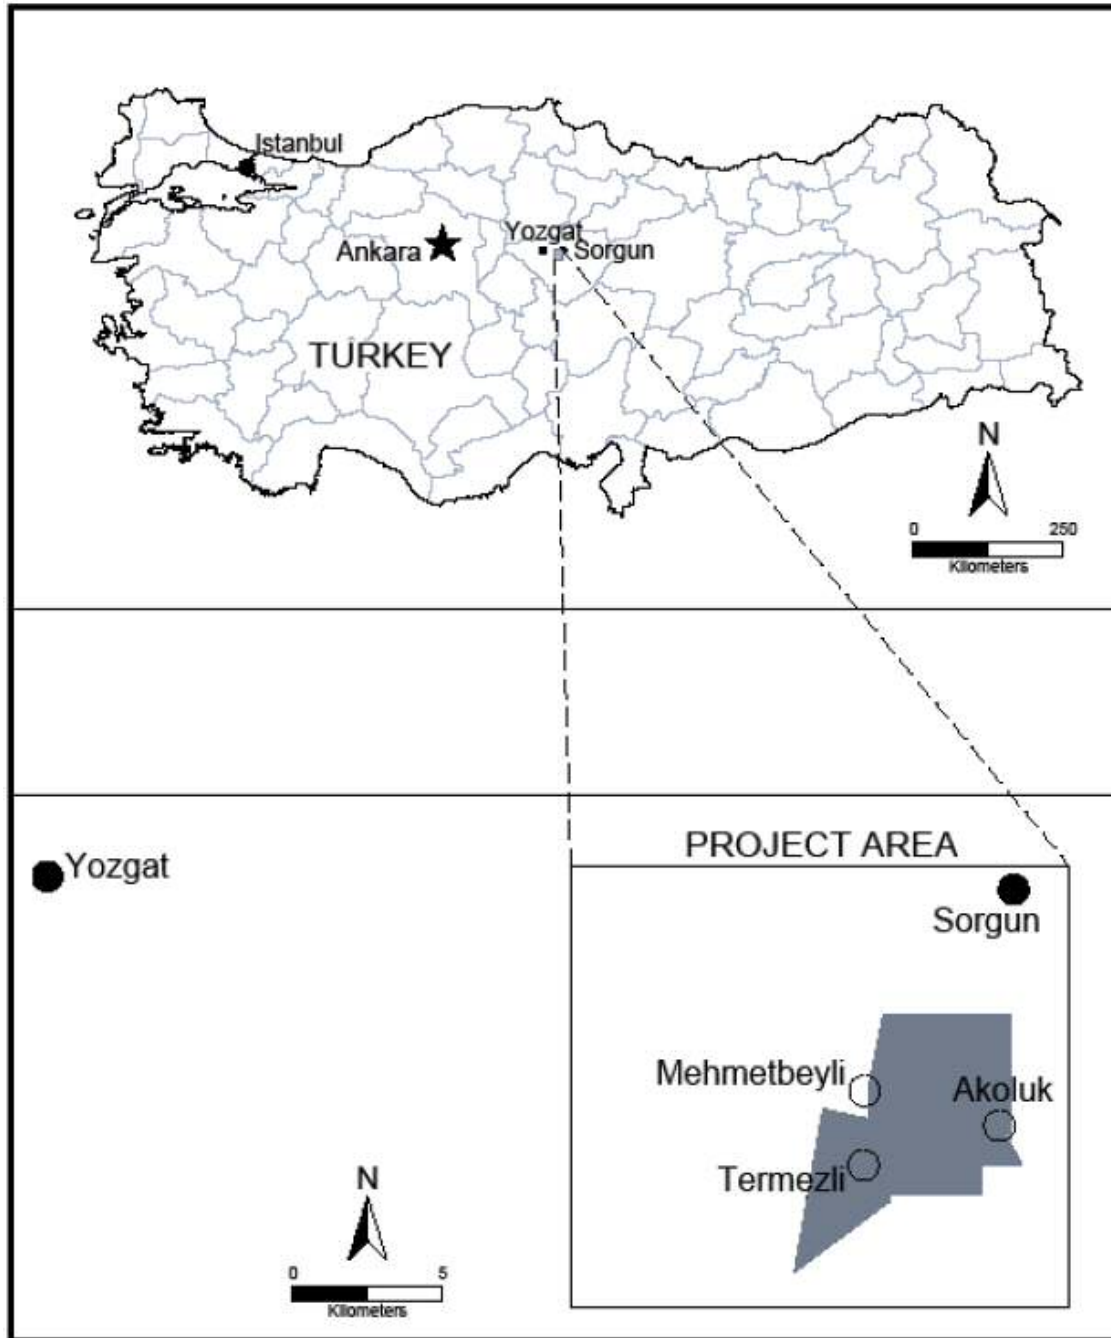 Istanbul
Yozgat
Ankara
Sorgun
TURKEY
N
0 250
Kilometers
PROJECT AREA
Yozgat
Sorgun
Mehmetbeyli
Akoluk
Termezli
N
0 5
Kilometers